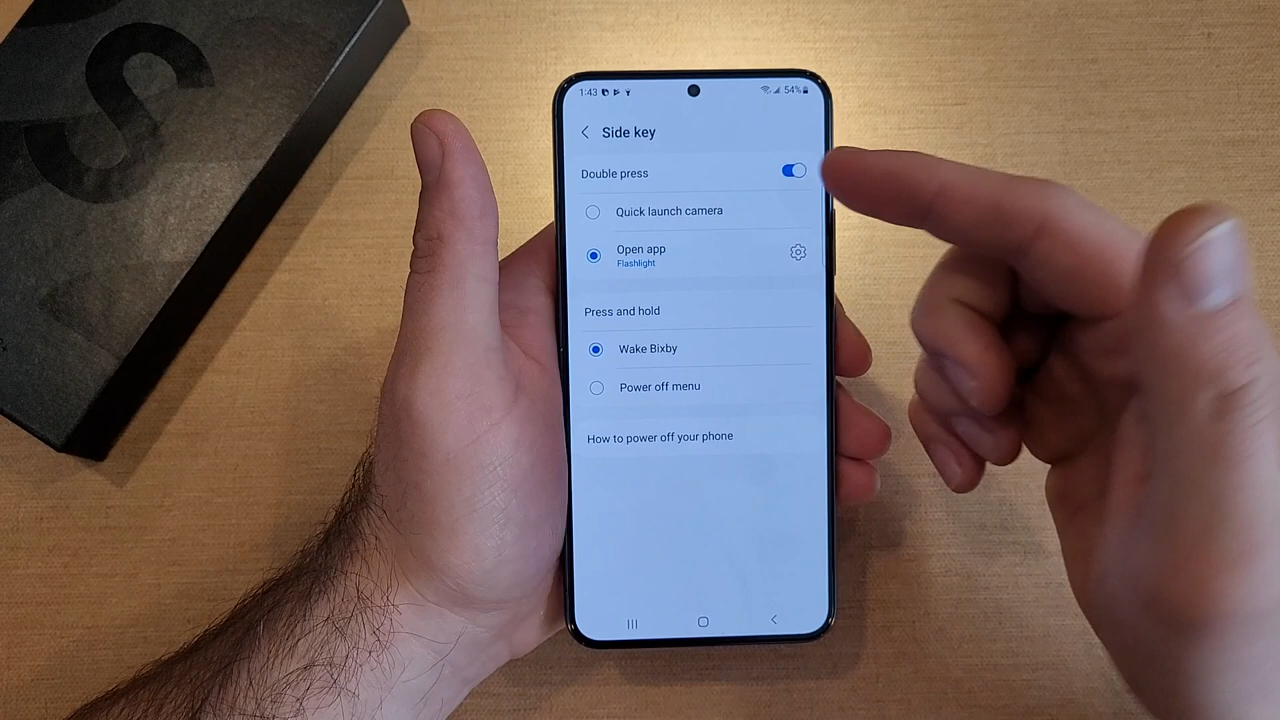 S
1:43
54%
Side key
Double press
Quick launch camera
Open app
Flashlight
Press and hold
Wake Bixby
Power off menu
How to power off your phone